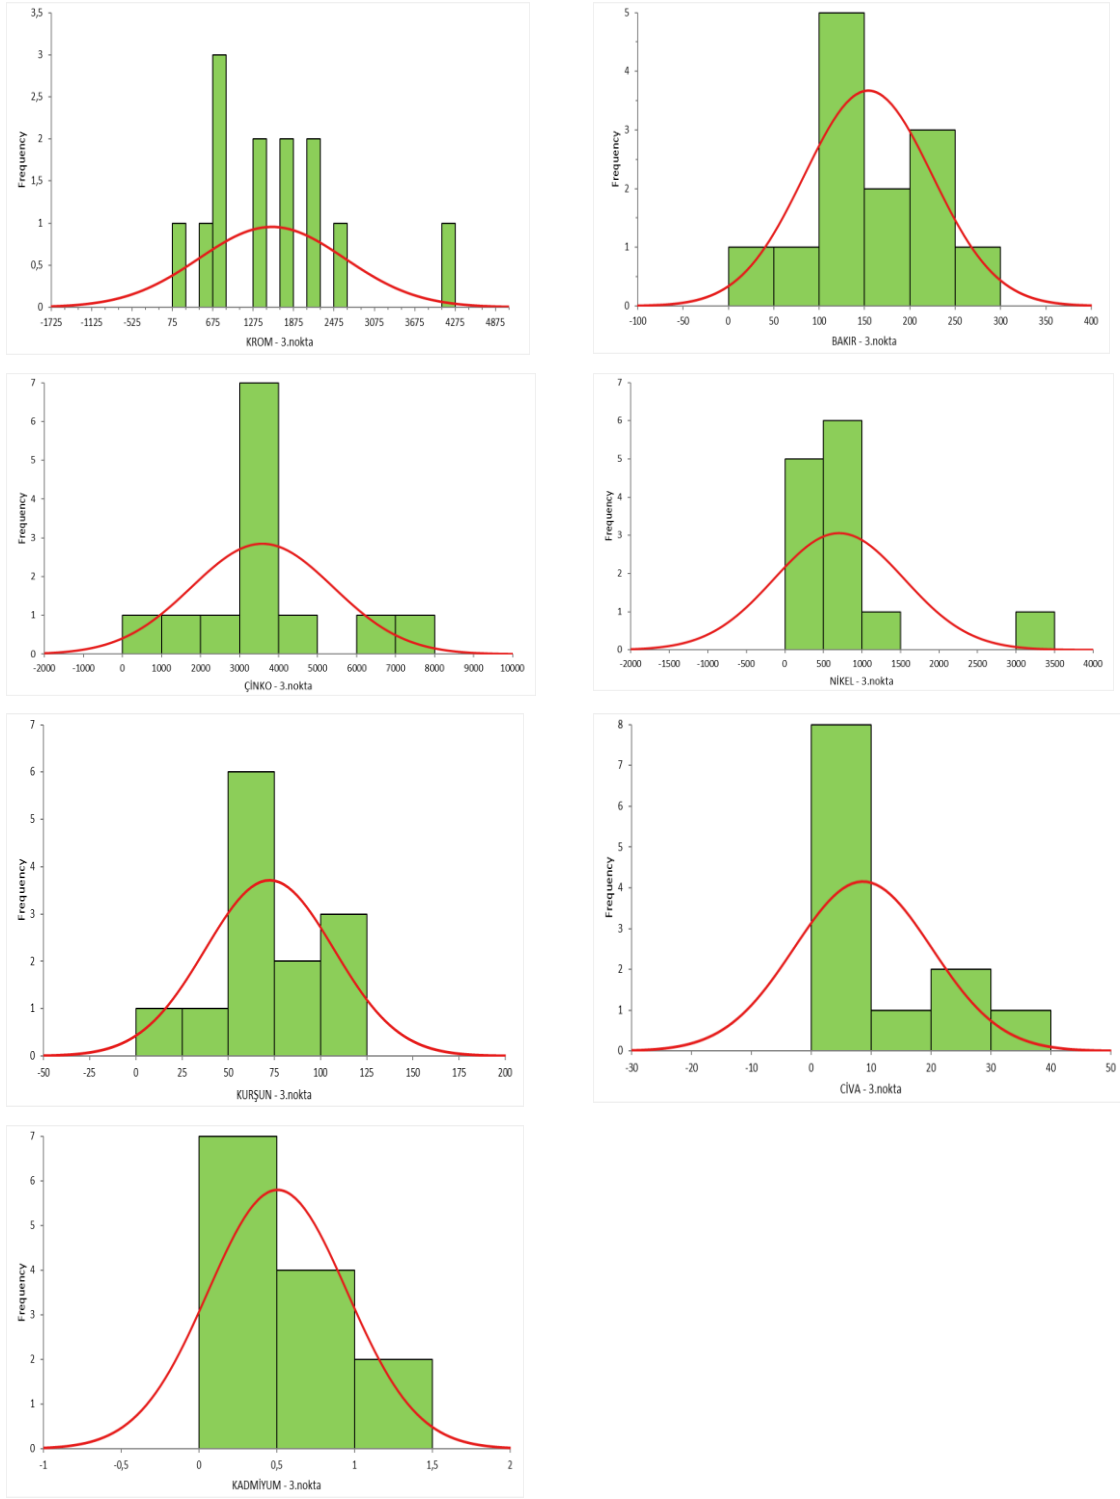 3,5
3
2,5
2
1,5
1
0,5
0
Frequency
-1725 -1125 -525 75 675 1275 1875 2475 3075 3675 4275 4875
KROM - 3.nokta
5
4
3
2
1
0
Frequency
-100 -50 0 50 100 150 200 250 300 350 400
BAKIR - 3.nokta
7
6
5
4
3
2
1
0
Frequency
-2000 -1000 0 1000 2000 3000 4000 5000 6000 7000 8000 9000 10000
ÇİNKO - 3.nokta
7
6
5
4
3
2
1
0
Frequency
-2000 -1500 -1000 -500 0 500 1000 1500 2000 2500 3000 3500 4000
NİKEL - 3.nokta
7
6
5
4
3
2
1
0
Frequency
-50 -25 0 25 50 75 100 125 150 175 200
KURŞUN - 3.nokta
8
7
6
5
4
3
2
1
0
Frequency
-30 -20 -10 0 10 20 30 40 50
CİVA - 3.nokta
7
6
5
4
3
2
1
0
Frequency
-1 -0,5 0 0,5 1 1,5 2
KADMİYUM - 3.nokta